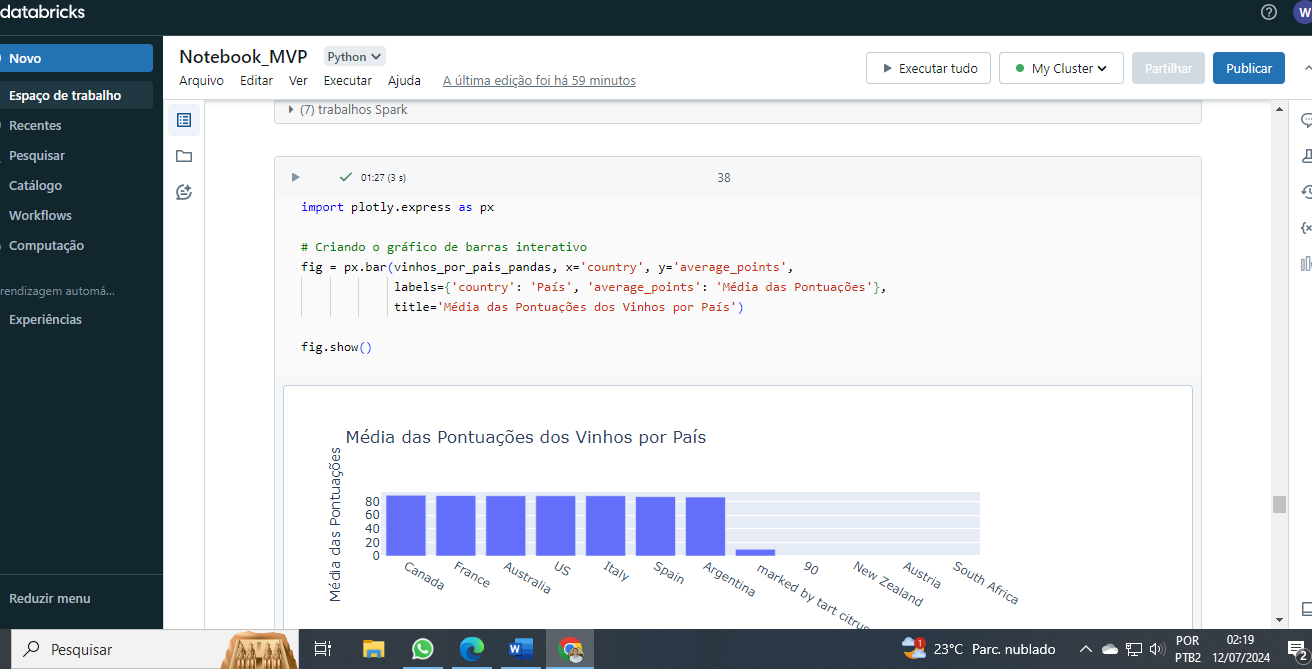 databricks
W
Novo
Espaço de trabalho
Recentes
Pesquisar
Catálogo
Workflows
Computação
rendizagem automá...
Experiências
Reduzir menu
Notebook_MVP Python
Arquivo Editar Ver Executar Ajuda A última edição foi há 59 minutos
Executar tudo My Cluster Partilhar Publicar
(7) trabalhos Spark
01:27 (3 s) 38
import plotly.express as px
# Criando o gráfico de barras interativo
fig = px.bar(vinhos_por_pais_pandas, x='country', y='average_points',
labels={'country': 'País', 'average_points': 'Média das Pontuações'},
title='Média das Pontuações dos Vinhos por País')
fig.show()
Média das Pontuações dos Vinhos por País
Média das Pontuações
80
60
40
20
0
Canada
France
Australia
US
Italy
Spain
Argentina
marked by tart citrus
90
New Zealand
Austria
South Africa
Pesquisar
W
1
23°C Parc. nublado
POR
PTB2
02:19
12/07/2024
2